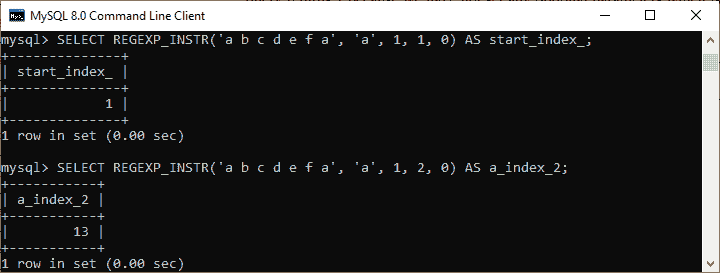 MySQL 8.0 Command Line Client
mysql> SELECT REGEXP_INSTR('a b c d e f a', 'a', 1, 1, 0) AS start_index_;
+--------------+
| start_index_ |
+--------------+
|            1 |
+--------------+
1 row in set (0.00 sec)
mysql> SELECT REGEXP_INSTR('a b c d e f a', 'a', 1, 2, 0) AS a_index_2;
+-----------+
| a_index_2 |
+-----------+
|        13 |
+-----------+
1 row in set (0.00 sec)